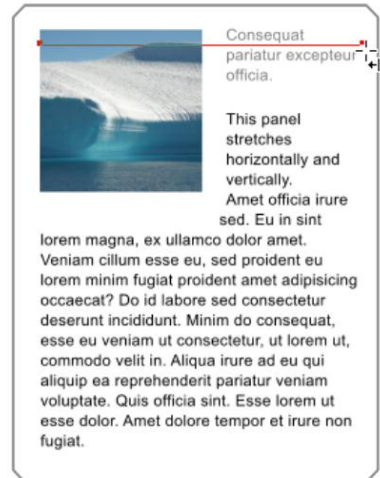 Consequat
pariatur excepteur
officia.
This panel
stretches
horizontally and
vertically.
Amet officia irure
sed. Eu in sint
lorem magna, ex ullamco dolor amet.
Veniam cillum esse eu, sed proident eu
lorem minim fugiat proident amet adipisicing
occaecat? Do id labore sed consectetur
deserunt incididunt. Minim do consequat,
esse eu veniam ut consectetur, ut lorem ut,
commodo velit in. Aliqua irure ad eu qui
aliquip ea reprehenderit pariatur veniam
voluptate. Quis officia sint. Esse lorem ut
esse dolor. Amet dolore tempor et irure non
fugiat.